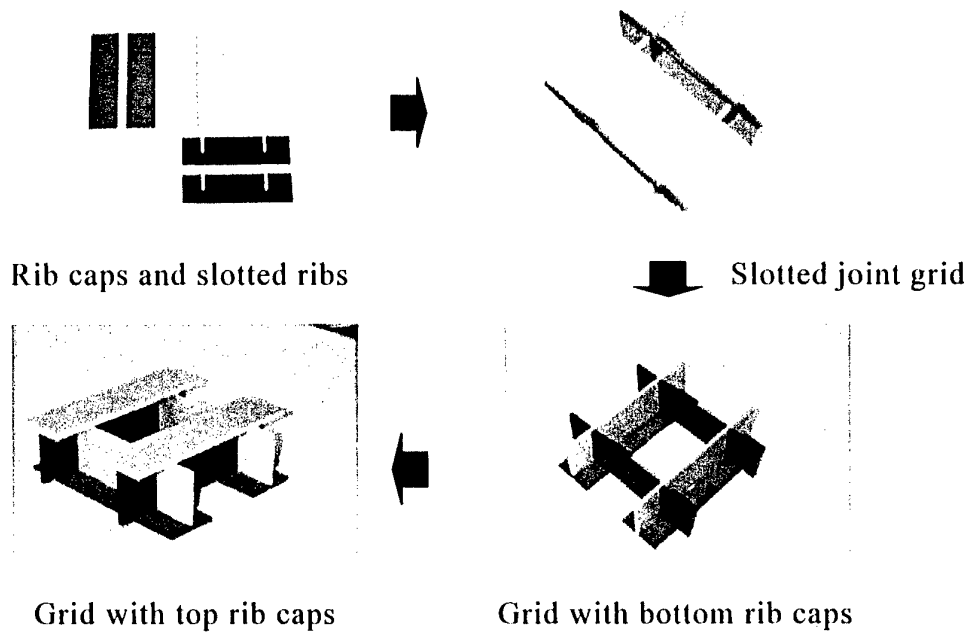 Rib caps and slotted ribs
Slotted joint grid
Grid with top rib caps
Grid with bottom rib caps